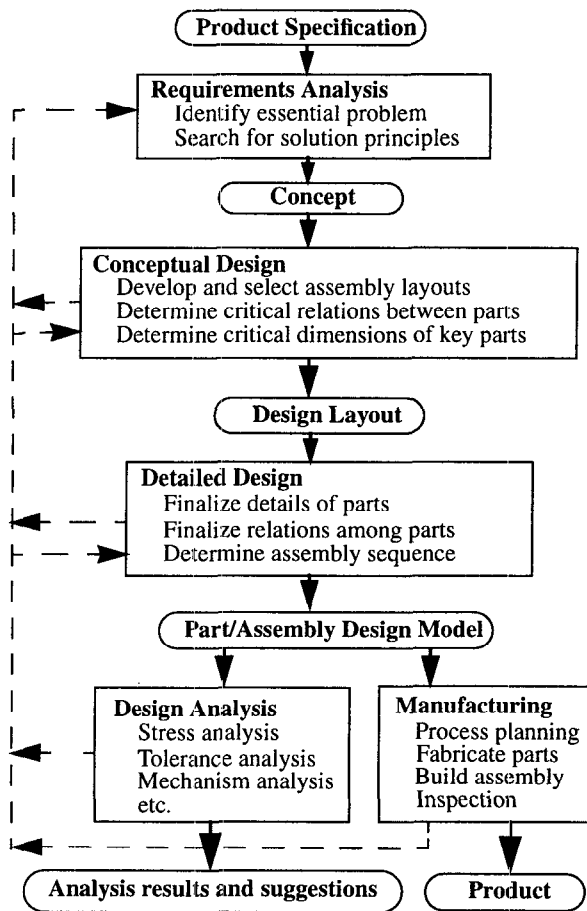 Product Specification
Requirements Analysis
Identify essential problem
Search for solution principles
Concept
Conceptual Design
Develop and select assembly layouts
Determine critical relations between parts
Determine critical dimensions of key parts
Design Layout
Detailed Design
Finalize details of parts
Finalize relations among parts
Determine assembly sequence
Part/Assembly Design Model
Design Analysis
Stress analysis
Tolerance analysis
Mechanism analysis
etc.
Manufacturing
Process planning
Fabricate parts
Build assembly
Inspection
Analysis results and suggestions
Product